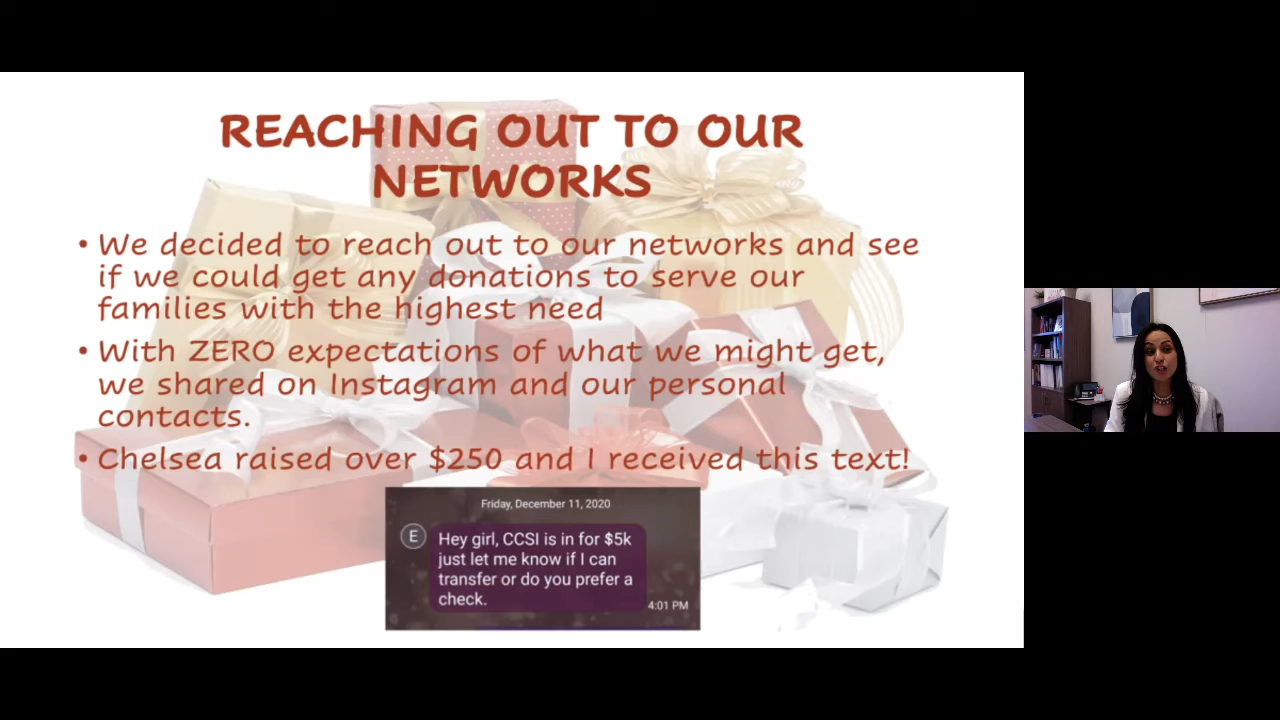 REACHING OUT TO OUR
NETWORKS
• We decided to reach out to our networks and see
if we could get any donations to serve our
families with the highest need
• With ZERO expectations of what we might get,
we shared on Instagram and our personal
contacts.
• Chelsea raised over $250 and I received this text!
Friday, December 11, 2020
E
Hey girl, CCSI is in for $5k
just let me know if I can
transfer or do you prefer a
check.
4:01 PM